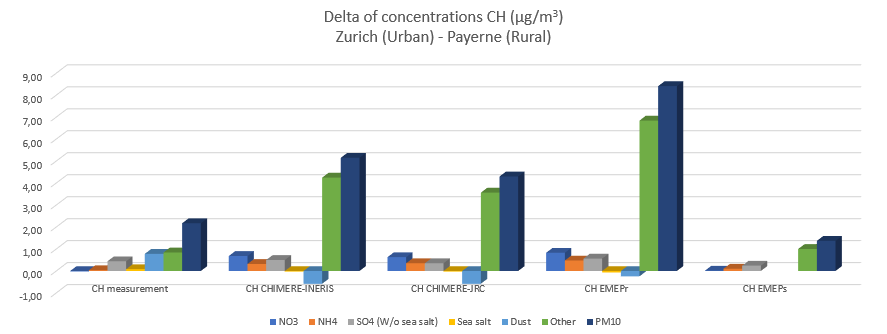 Delta of concentrations CH (µg/m³)
Zurich (Urban) - Payerne (Rural)
9,00
8,00
7,00
6,00
5,00
4,00
3,00
2,00
1,00
0,00
-1,00
CH measurement CH CHIMERE-INERIS CH CHIMERE-JRC CH EMEPr CH EMEPs
NO3 NH4 SO4 (W/o sea salt) Sea salt Dust Other PM10